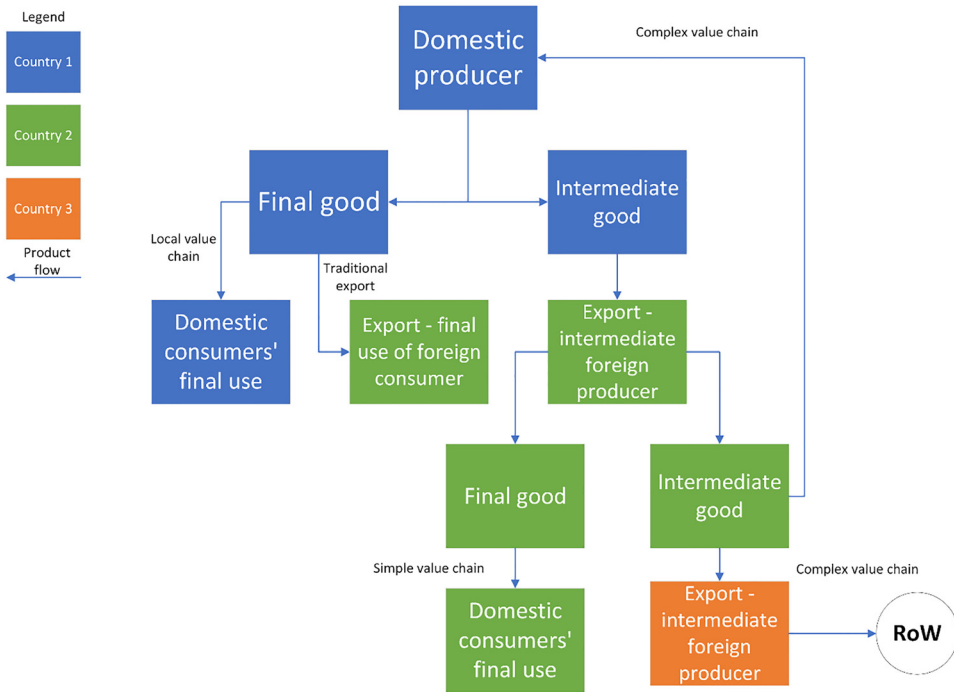 Legend
Country 1
Country 2
Country 3
Product
flow
Domestic
producer
Complex value chain
Final good
Intermediate
good
Local value
chain
Traditional
export
Domestic
consumers'
final use
Export - final
use of foreign
consumer
Export -
intermediate
foreign
producer
Final good
Intermediate
good
Simple value chain
Complex value chain
Domestic
consumers'
final use
Export -
intermediate
foreign
producer
RoW